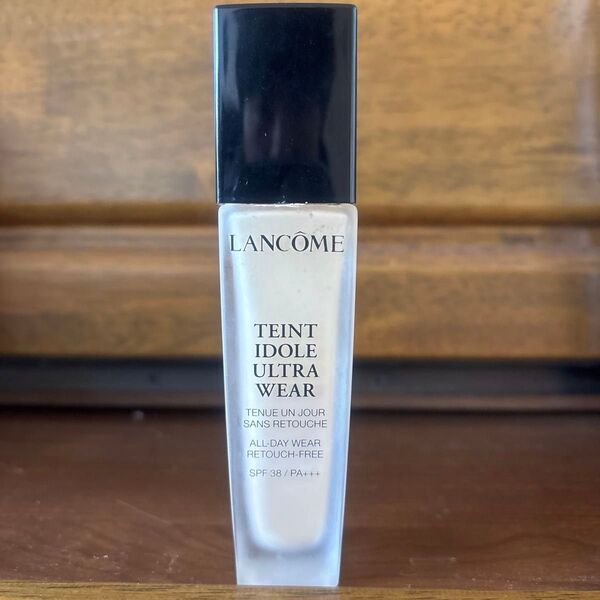 LANCÔME
TEINT
IDOLE
ULTRA
WEAR
TENUE UN JOUR
SANS RETOUCHE
ALL-DAY WEAR
RETOUCH-FREE
SPF 38 / PA+++